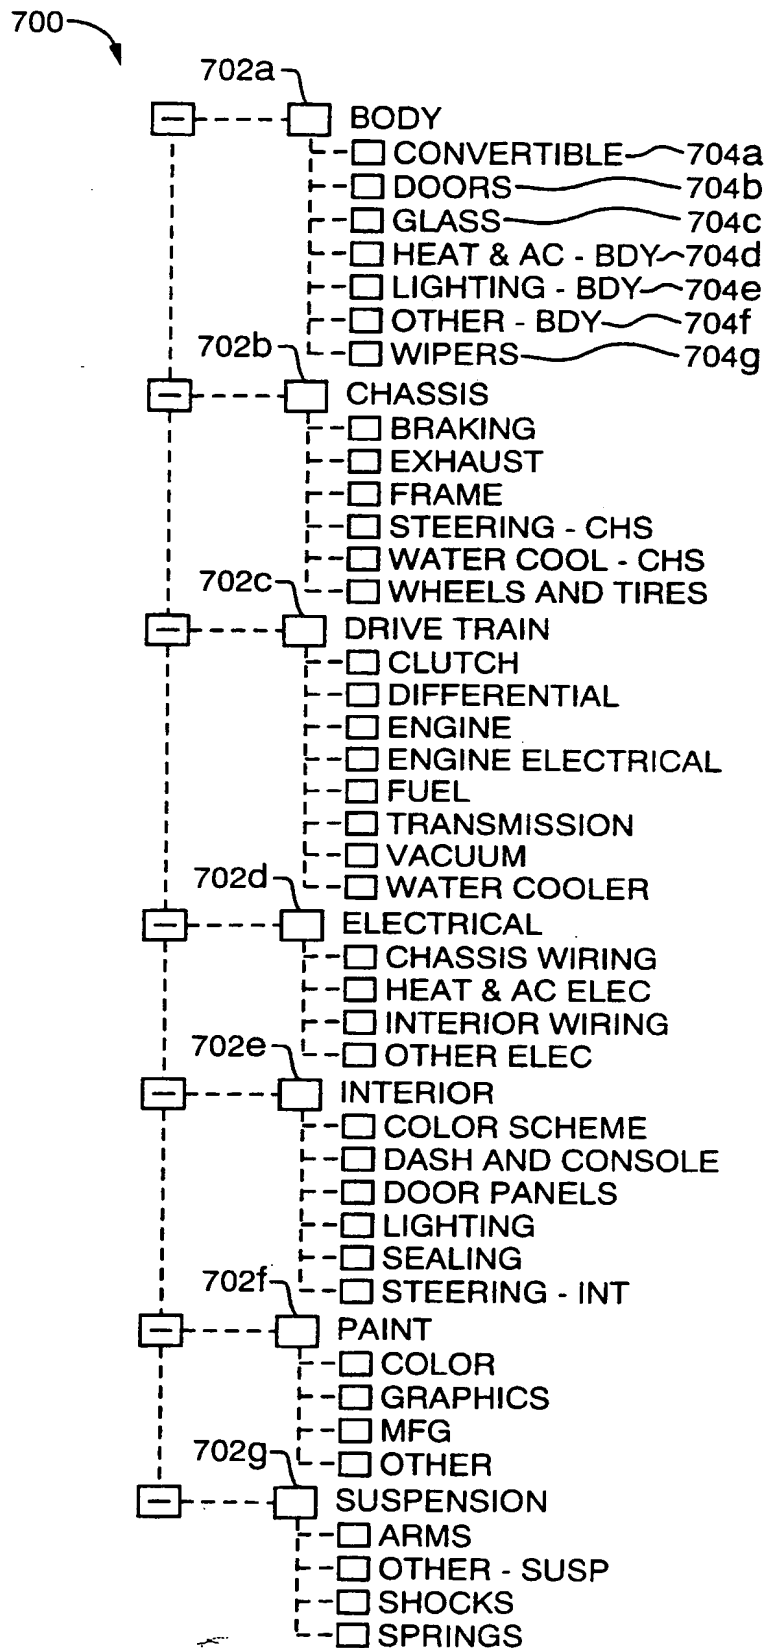 700
702a
BODY
CONVERTIBLE 704a
DOORS 704b
GLASS 704c
HEAT & AC - BDY 704d
LIGHTING - BDY 704e
OTHER - BDY 704f
WIPERS 704g
702b
CHASSIS
BRAKING
EXHAUST
FRAME
STEERING - CHS
WATER COOL - CHS
WHEELS AND TIRES
702c
DRIVE TRAIN
CLUTCH
DIFFERENTIAL
ENGINE
ENGINE ELECTRICAL
FUEL
TRANSMISSION
VACUUM
WATER COOLER
702d
ELECTRICAL
CHASSIS WIRING
HEAT & AC ELEC
INTERIOR WIRING
OTHER ELEC
702e
INTERIOR
COLOR SCHEME
DASH AND CONSOLE
DOOR PANELS
LIGHTING
SEALING
STEERING - INT
702f
PAINT
COLOR
GRAPHICS
MFG
OTHER
702g
SUSPENSION
ARMS
OTHER - SUSP
SHOCKS
SPRINGS